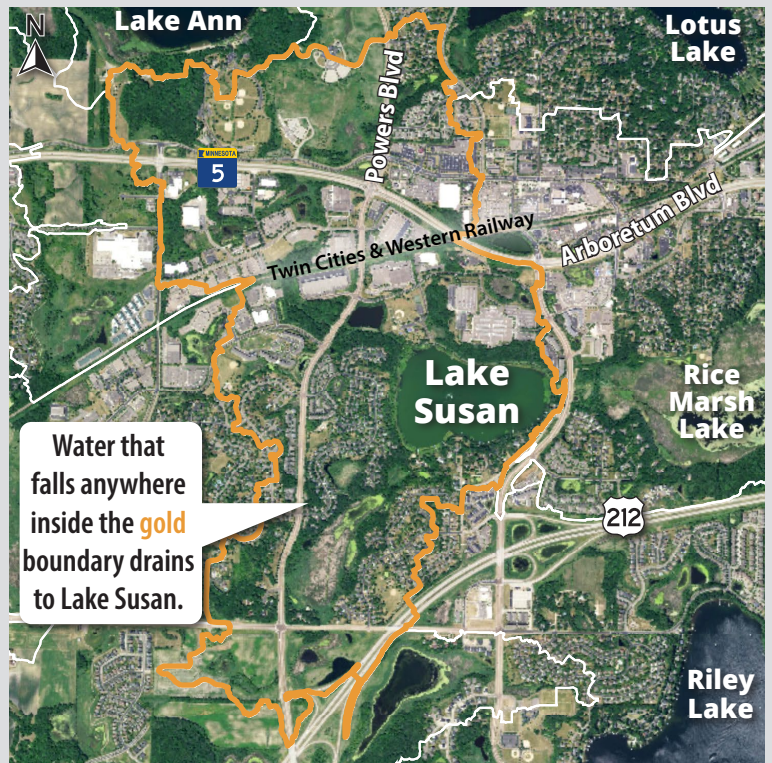 Lake Ann
Lotus
Lake
N
Powers Blvd
MINNESOTA
5
Twin Cities & Western Railway
Arboretum Blvd
Lake
Susan
Rice
Marsh
Lake
Water that
falls anywhere
inside the gold
boundary drains
to Lake Susan.
212
Riley
Lake